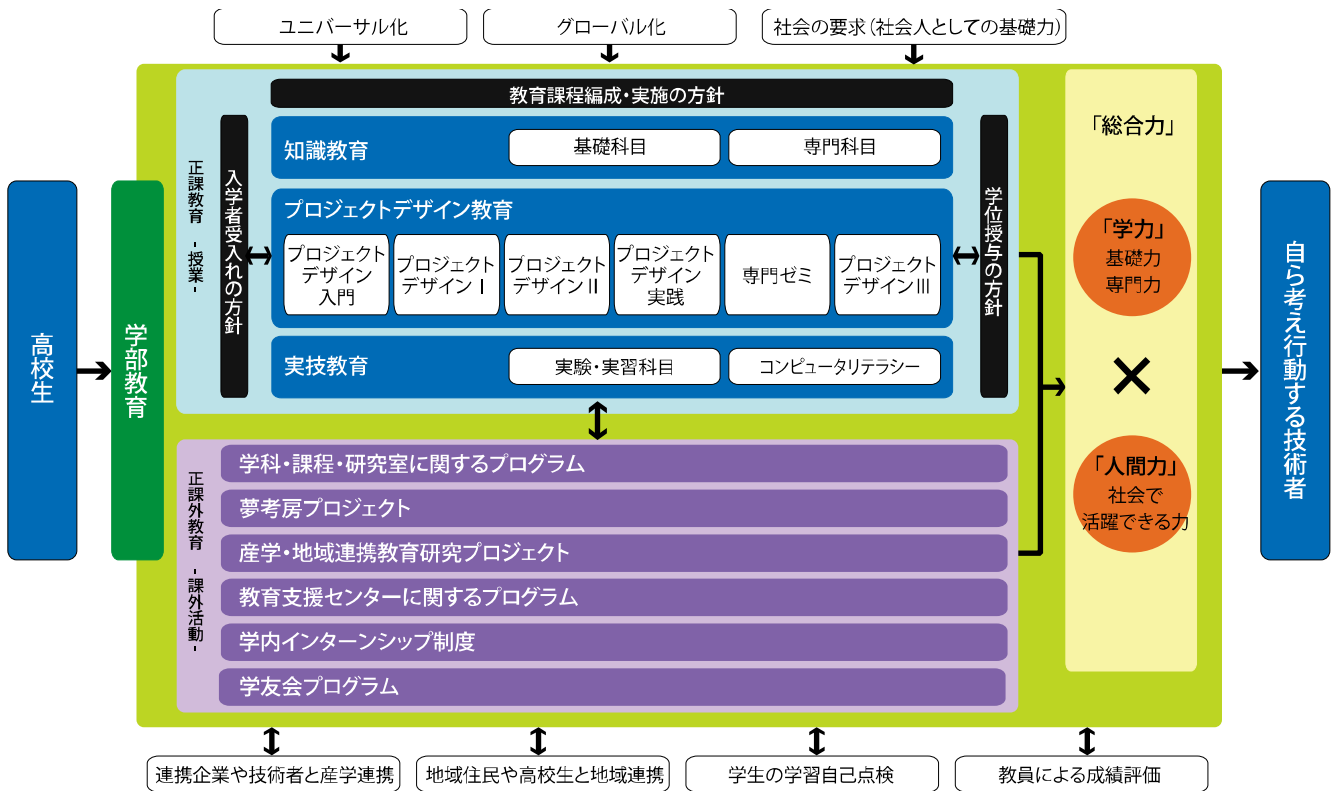 ユニバーサル化
グローバル化
社会の要求(社会人としての基礎力)
教育課程編成・実施の方針
正課教育 -授業-
入学者受入れの方針
知識教育
基礎科目
専門科目
プロジェクトデザイン教育
プロジェクト
デザイン
入門
プロジェクト
デザインⅠ
プロジェクト
デザインⅡ
プロジェクト
デザイン
実践
専門ゼミ
プロジェクト
デザインⅢ
実技教育
実験・実習科目
コンピュータリテラシー
学位授与の方針
高校生
学部教育
正課外教育 -課外活動-
学科・課程・研究室に関するプログラム
夢考房プロジェクト
産学・地域連携教育研究プロジェクト
教育支援センターに関するプログラム
学内インターンシップ制度
学友会プログラム
「総合力」
「学力」
基礎力
専門力
×
「人間力」
社会で
活躍できる力
自ら考え行動する技術者
連携企業や技術者と産学連携
地域住民や高校生と地域連携
学生の学習自己点検
教員による成績評価